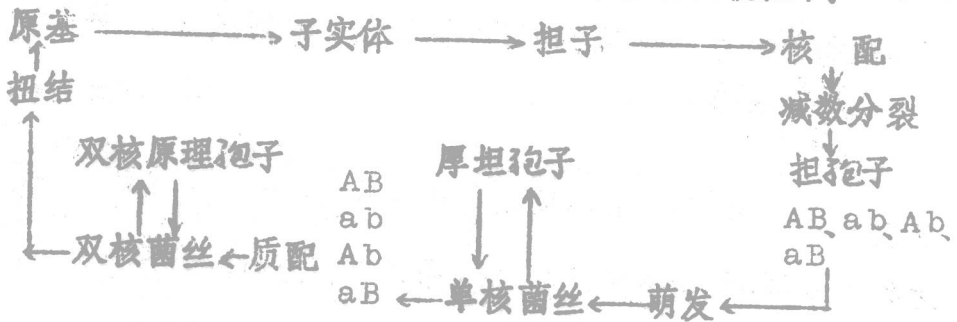 原基 → 子实体 → 担子 → 核 配
扭结
减数分裂
双核原理孢子
厚坦孢子
担孢子
AB
ab
Ab
aB
AB、ab、Ab、
aB
双核菌丝 ← 质配
← 单核菌丝 ← 萌发 ←